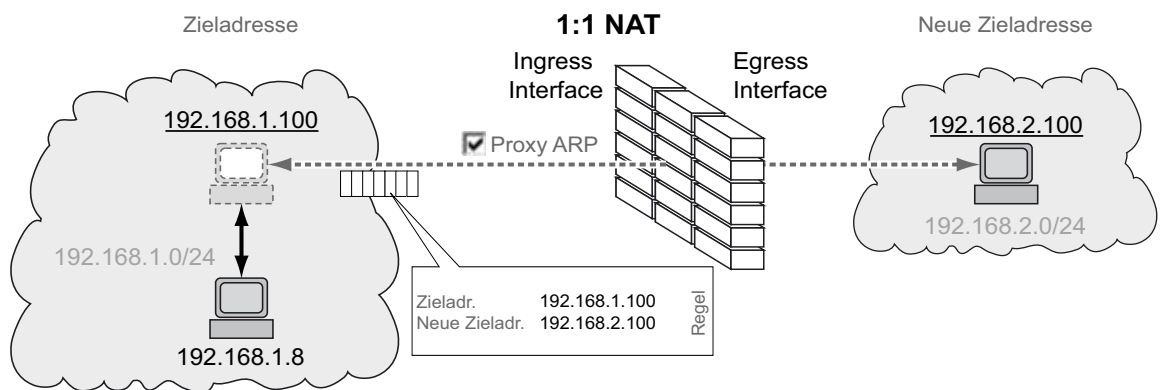 Zieladresse
1:1 NAT
Neue Zieladresse
Ingress
Interface
Egress
Interface
192.168.1.100
192.168.2.100
Proxy ARP
192.168.1.0/24
192.168.2.0/24
Zieladr. 192.168.1.100
Neue Zieladr. 192.168.2.100
Regel
192.168.1.8